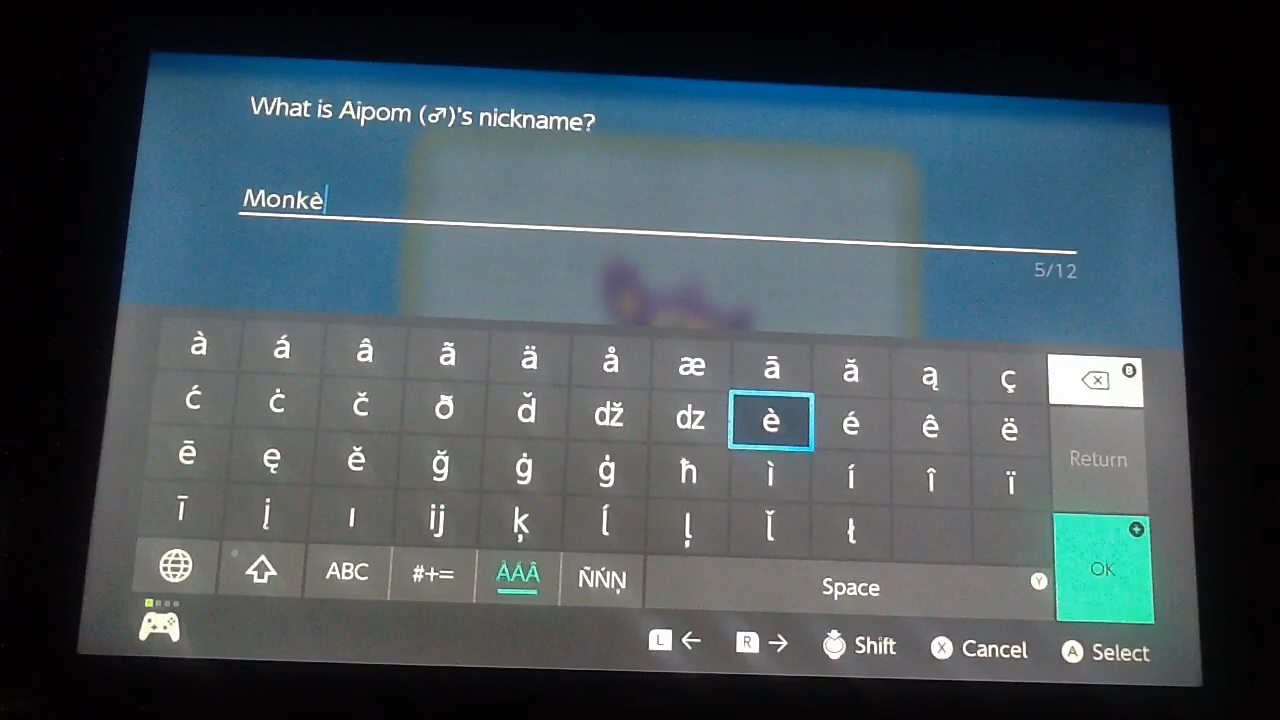 What is Aipom (♂)'s nickname?
Monkè
5/12
à á â ã ä å æ ā ă ą ç
ć ċ č ð ď dž dz è é ê ë
ē ę ě ğ ġ ģ ħ ì í î ï
ī į ı ij ķ ĺ ļ ľ ł
B
Return
+
OK
ABC #+= ÀÁÂ ÑŃŅ Space Y
L ← R → Shift X Cancel A Select